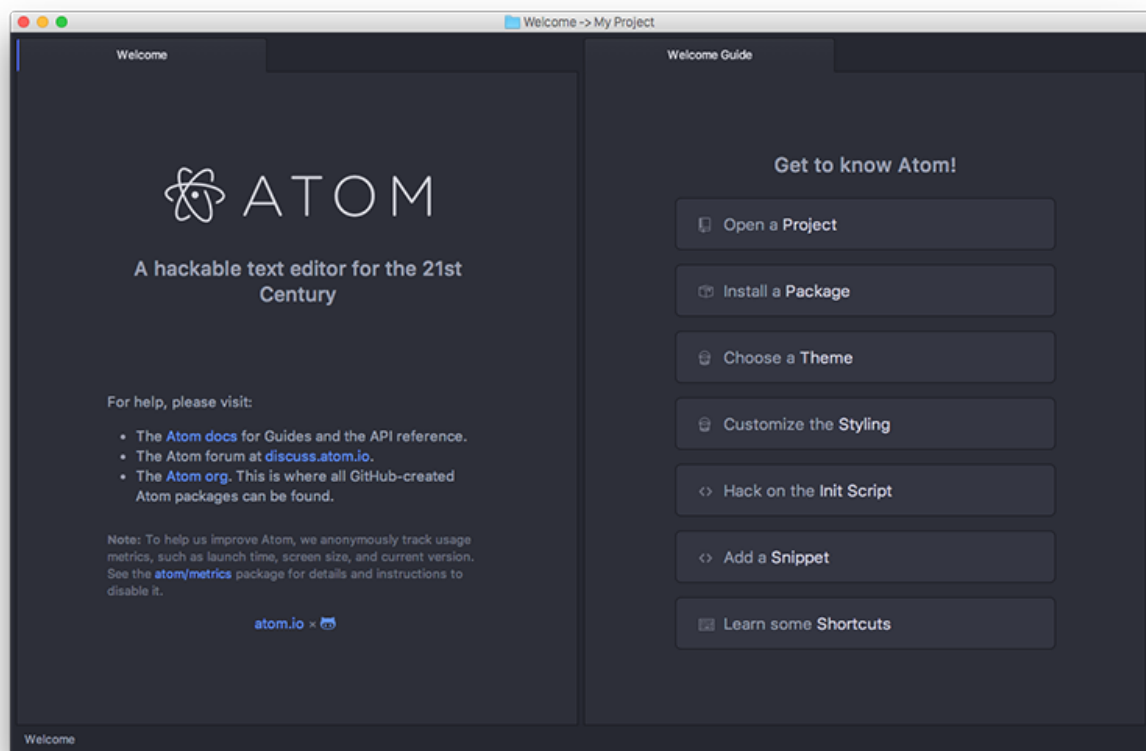 Welcome -> My Project
Welcome
Welcome Guide
ATOM
A hackable text editor for the 21st
Century
For help, please visit:
• The Atom docs for Guides and the API reference.
• The Atom forum at discuss.atom.io.
• The Atom org. This is where all GitHub-created
Atom packages can be found.
Note: To help us improve Atom, we anonymously track usage
metrics, such as launch time, screen size, and current version.
See the atom/metrics package for details and instructions to
disable it.
atom.io ×
Get to know Atom!
Open a Project
Install a Package
Choose a Theme
Customize the Styling
Hack on the Init Script
Add a Snippet
Learn some Shortcuts
Welcome